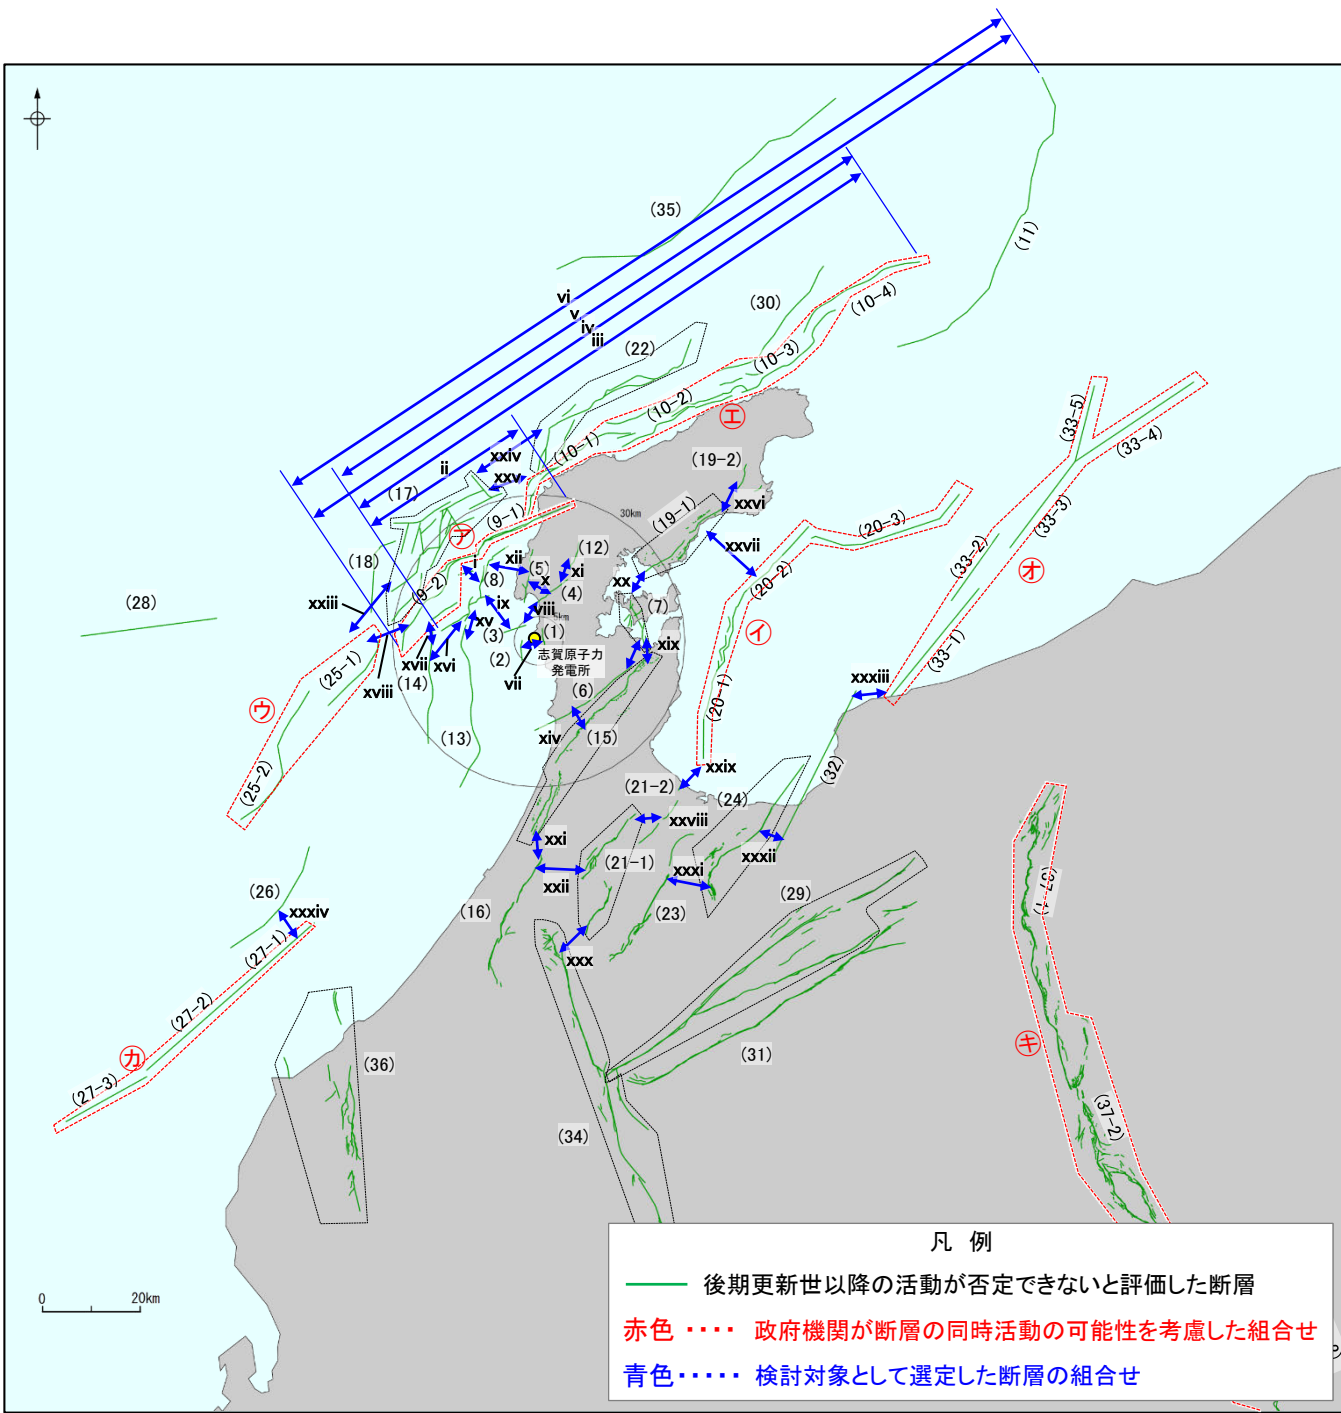 (35)
(11)
vi
v
iv
iii
(30)
(10-4)
(22)
(10-3)
(10-2)
エ
(33-5)
(33-4)
xxiv
ii
xxv
(10-1)
(19-2)
(17)
(9-1)
30km
(19-1)
xxvi
(20-3)
(33-3)
ア
xxvii
(33-2)
オ
(18)
i
xii
(5)
(12)
xi
x
(4)
xx
(20-2)
(9-2)
(8)
(7)
(28)
xxiii
ix
viii
5km
xv
(3)
(1)
イ
志賀原子力
発電所
xix
(2)
vii
xvii
xvi
xviii
(14)
(25-1)
(33-1)
xxxiii
ウ
(6)
(20-1)
(13)
xiv
(15)
(25-2)
xxix
(32)
(21-2)
(24)
xxviii
xxi
(21-1)
xxxii
xxxi
xxii
(26)
(29)
xxxiv
(16)
(23)
(27-1)
xxx
(37-1)
(27-2)
カ
キ
(31)
(36)
(27-3)
(37-2)
(34)
0 20km
凡 例
後期更新世以降の活動が否定できないと評価した断層
赤色 ‥‥ 政府機関が断層の同時活動の可能性を考慮した組合せ
青色‥‥‥ 検討対象として選定した断層の組合せ